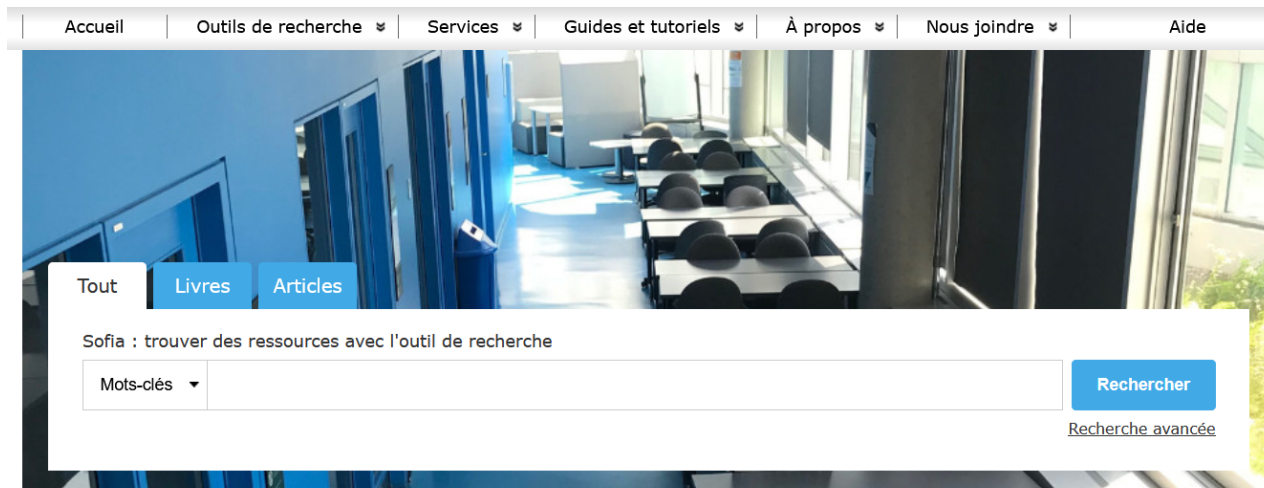 Accueil Outils de recherche Services Guides et tutoriels À propos Nous joindre Aide
Tout Livres Articles
Sofia : trouver des ressources avec l'outil de recherche
Mots-clés Rechercher
Recherche avancée